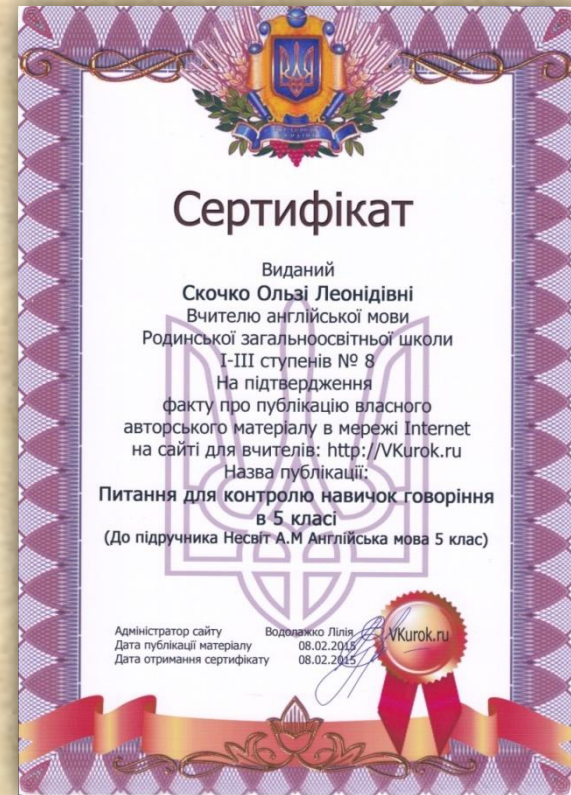 Сертифікат
Виданий
Скочко Ользі Леонідівні
Вчителю англійської мови
Родинської загальноосвітньої школи
І-ІІІ ступенів № 8
На підтвердження
факту про публікацію власного
авторського матеріалу в мережі Internet
на сайті для вчителів: http://VKurok.ru
Назва публікації:
Питання для контролю навичок говоріння
в 5 класі
(До підручника Несвіт А.М Англійська мова 5 клас)
Адміністратор сайту Водолажко Лілія
Дата публікації матеріалу 08.02.2015
Дата отримання сертифікату 08.02.2015
VKurok.ru